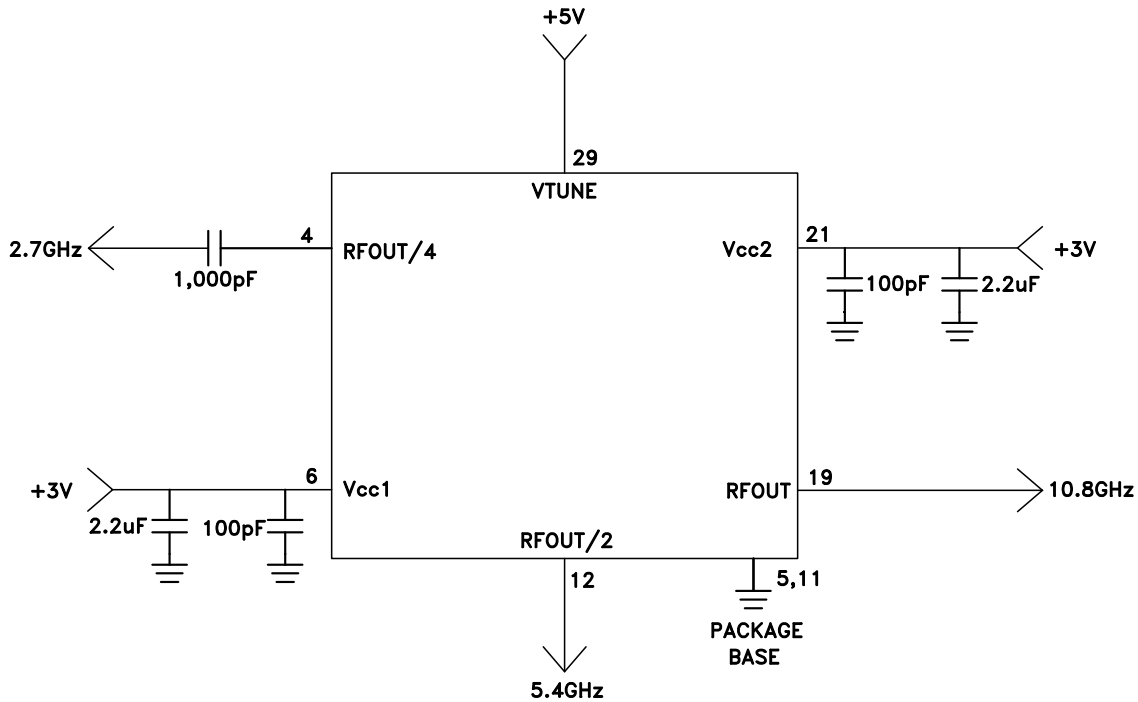 +5V
29
VTUNE
2.7GHz
4
RFOUT/4
1,000pF
Vcc2
21
+3V
100pF
2.2uF
+3V
6
Vcc1
2.2uF
100pF
RFOUT
19
10.8GHz
RFOUT/2
12
5,11
PACKAGE
BASE
5.4GHz